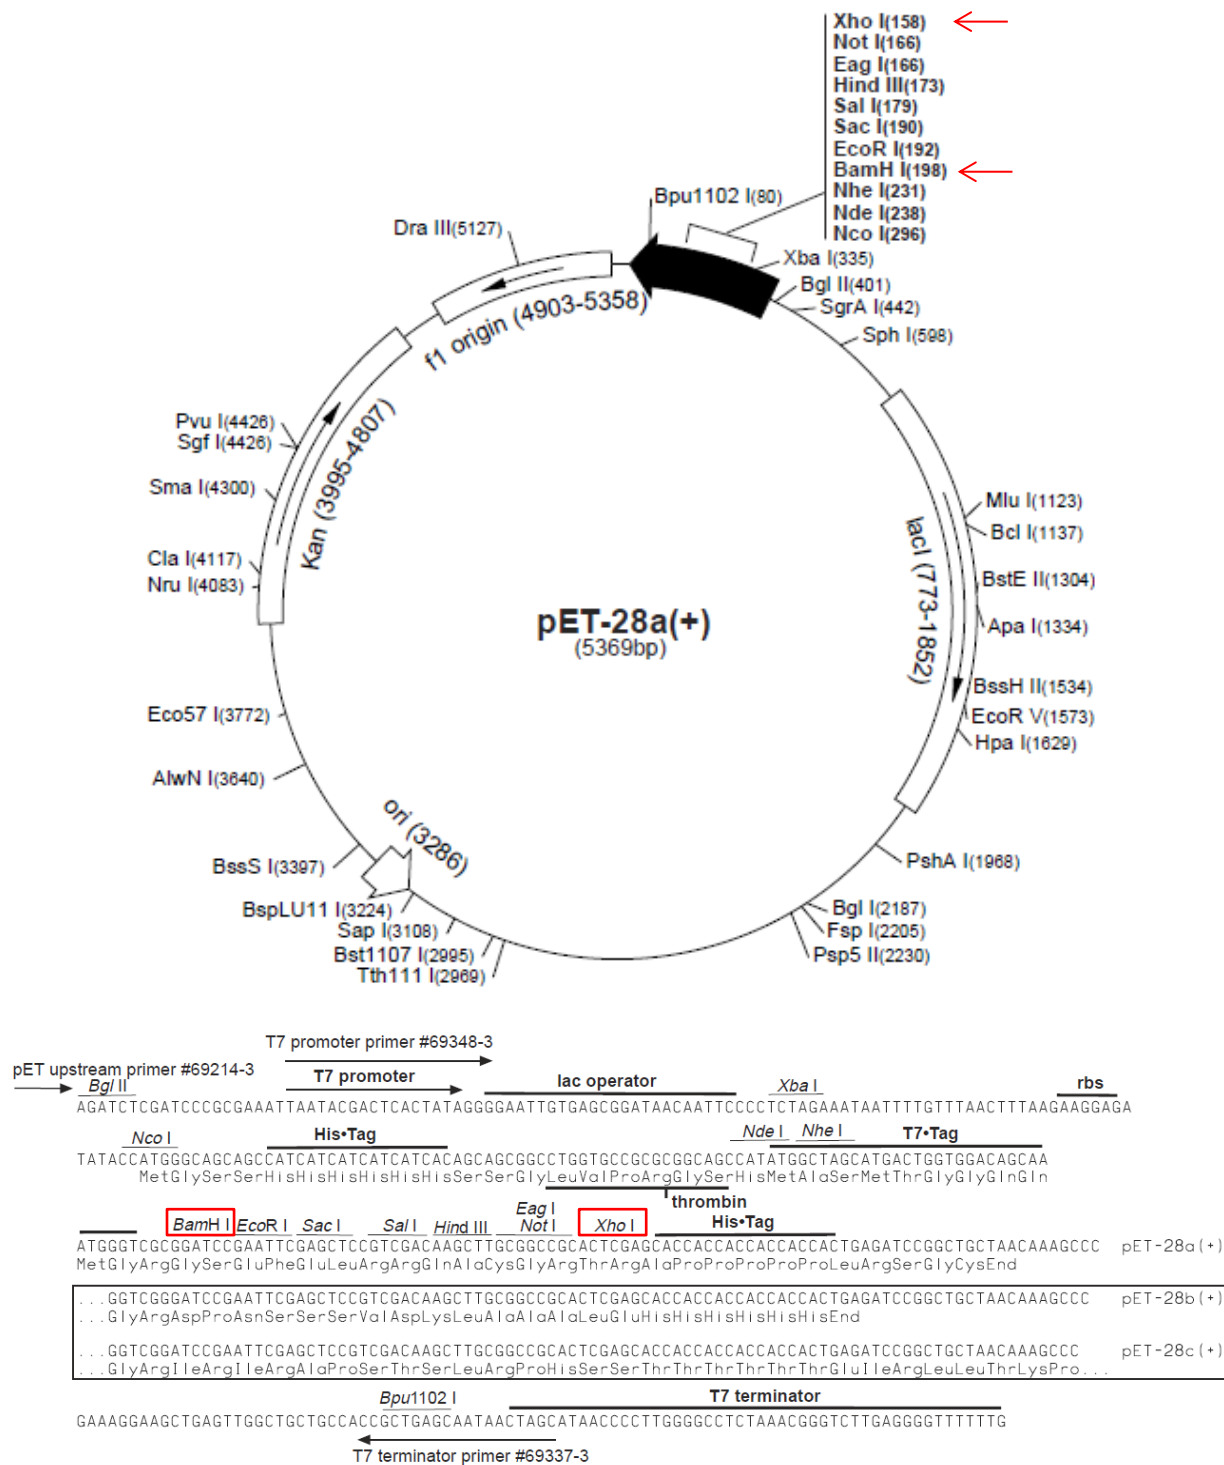 Xho I(158)
Not I(166)
Eag I(166)
Hind III(173)
Sal I(179)
Sac I(190)
EcoR I(192)
BamH I(198)
Nhe I(231)
Nde I(238)
Nco I(296)
Bpu1102 I(80)
Dra III(5127)
Xba I(335)
Bgl II(401)
SgrA I(442)
Sph I(598)
f1 origin (4903-5358)
Pvu I(4426)
Sgf I(4426)
Sma I(4300)
Kan (3995-4807)
Cla I(4117)
Nru I(4083)
Mlu I(1123)
Bcl I(1137)
lacI (773-1852)
BstE II(1304)
Apa I(1334)
pET-28a(+)
(5369bp)
BssH II(1534)
EcoR V(1573)
Hpa I(1629)
Eco57 I(3772)
AlwN I(3640)
ori (3286)
BssS I(3397)
PshA I(1968)
BspLU11 I(3224)
Sap I(3108)
Bst1107 I(2995)
Tth111 I(2969)
Bgl I(2187)
Fsp I(2205)
Psp5 II(2230)
T7 promoter primer #69348-3
pET upstream primer #69214-3
Bgl II T7 promoter lac operator Xba I rbs
AGATCTCGATCCCGCGAAATTAATACGACTCACTATAGGGGAATTGTGAGCGGATAACAATTCCCCTCTAGAAATAATTTTGTTTAACTTTAAGAAGGAGA
Nco I His•Tag Nde I Nhe I T7•Tag
TATACCATGGGCAGCAGCCATCATCATCATCATCACAGCAGCGGCCTGGTGCCGCGCGGCAGCCATATGGCTAGCATGACTGGTGGACAGCAA
MetGlySerSerHisHisHisHisHisHisSerSerGlyLeuValProArgGlySerHisMetAlaSerMetThrGlyGlyGlnGln
thrombin
BamH I EcoR I Sac I Sal I Hind III Eag I Not I Xho I His•Tag
ATGGGTCGCGGATCCGAATTCGAGCTCCGTCGACAAGCTTGCGGCCGCACTCGAGCACCACCACCACCACCACTGAGATCCGGCTGCTAACAAAGCCC pET-28a(+)
MetGlyArgGlySerGluPheGluLeuArgArgGlnAlaCysGlyArgThrArgAlaProProProProProProLeuArgSerGlyCysEnd
...GGTCGGGATCCGAATTCGAGCTCCGTCGACAAGCTTGCGGCCGCACTCGAGCACCACCACCACCACCACTGAGATCCGGCTGCTAACAAAGCCC pET-28b(+)
...GlyArgAspProAsnSerSerSerValAspLysLeuAlaAlaAlaLeuGluHisHisHisHisHisHisEnd
...GGTCGGATCCGAATTCGAGCTCCGTCGACAAGCTTGCGGCCGCACTCGAGCACCACCACCACCACCACTGAGATCCGGCTGCTAACAAAGCCC pET-28c(+)
...GlyArgIleArgIleArgAlaProSerThrSerLeuArgProHisSerSerThrThrThrThrThrThrGluIleArgLeuLeuThrLysPro...
Bpu1102 I T7 terminator
GAAAGGAAGCTGAGTTGGCTGCTGCCACCGCTGAGCAATAACTAGCATAACCCCTTGGGGCCTCTAAACGGGTCTTGAGGGGTTTTTTG
T7 terminator primer #69337-3